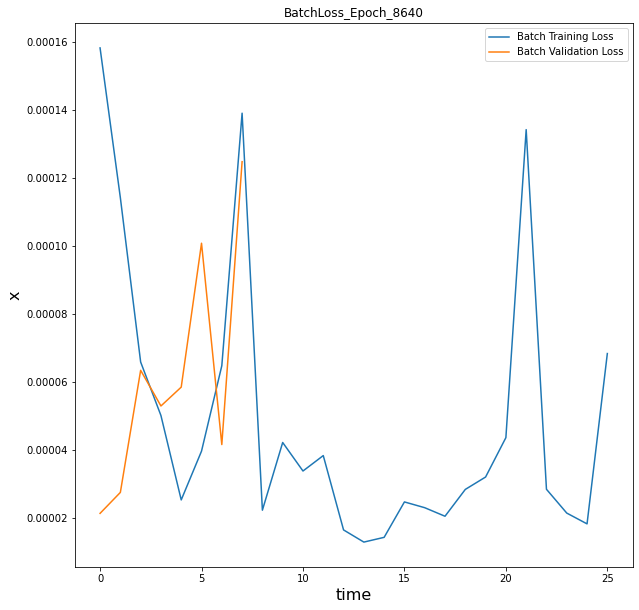 BatchLoss_Epoch_8640
Batch Training Loss
Batch Validation Loss
0.00016
0.00014
0.00012
0.00010
0.00008
0.00006
0.00004
0.00002
x
0 5 10 15 20 25
time